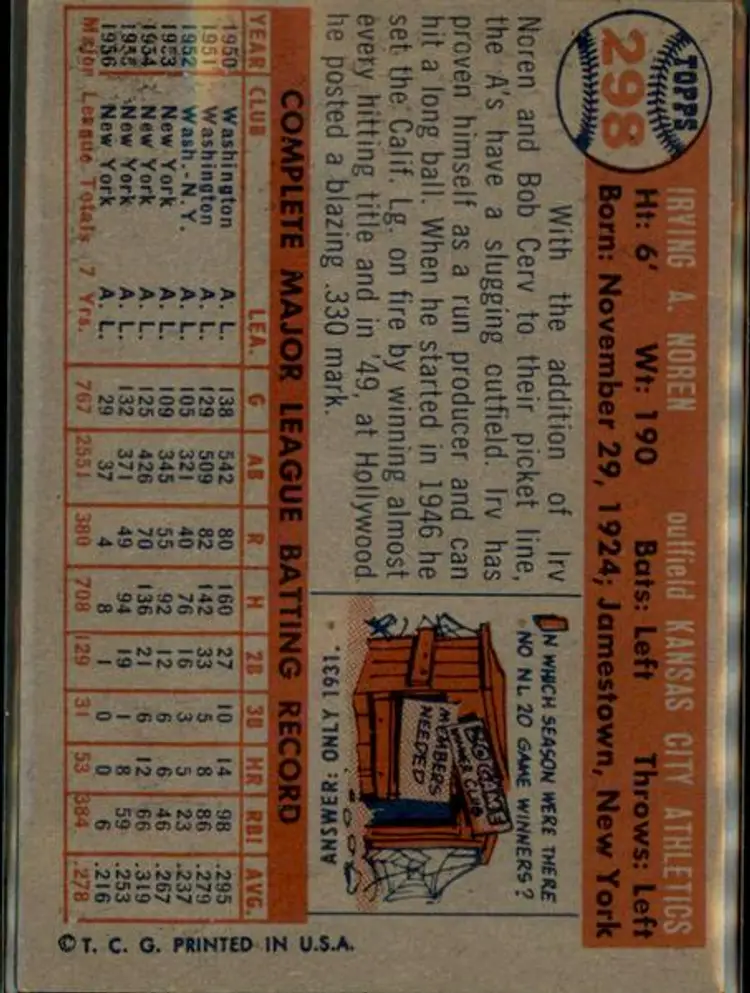 TOPPS
298
IRVING A. NOREN outfield KANSAS CITY ATHLETICS
Ht: 6' Wt: 190 Bats: Left Throws: Left
Born: November 29, 1924; Jamestown, New York
With the addition of Irv
Noren and Bob Cerv to their picket line,
the A's have a slugging outfield. Irv has
proven himself as a run producer and can
hit a long ball. When he started in 1946 he
set the Calif. Lg. on fire by winning almost
every hitting title and in '49, at Hollywood
he posted a blazing .330 mark.
IN WHICH SEASON WERE THERE
NO NL 20 GAME WINNERS?
20 GAME
WINNER CLUB
MEMBERS
NEEDED
ANSWER: ONLY 1931.
COMPLETE MAJOR LEAGUE BATTING RECORD
YEAR CLUB LEA. G AB R H 2B 3B HR RBI AVG.
1950 Washington A. L. 138 542 80 160 27 10 14 98 .295
1951 Washington A. L. 129 509 82 142 33 5 8 86 .279
1952 Wash.-N.Y. A. L. 105 321 40 76 16 3 5 23 .237
1953 New York A. L. 109 345 55 92 12 6 6 46 .267
1954 New York A. L. 125 426 70 136 21 6 12 66 .319
1955 New York A. L. 132 371 49 94 19 1 8 59 .253
1956 New York A. L. 29 37 4 8 1 0 0 6 .216
Major League Totals 7 Yrs. 767 2551 380 708 129 31 53 384 .278
© T. C. G. PRINTED IN U.S.A.